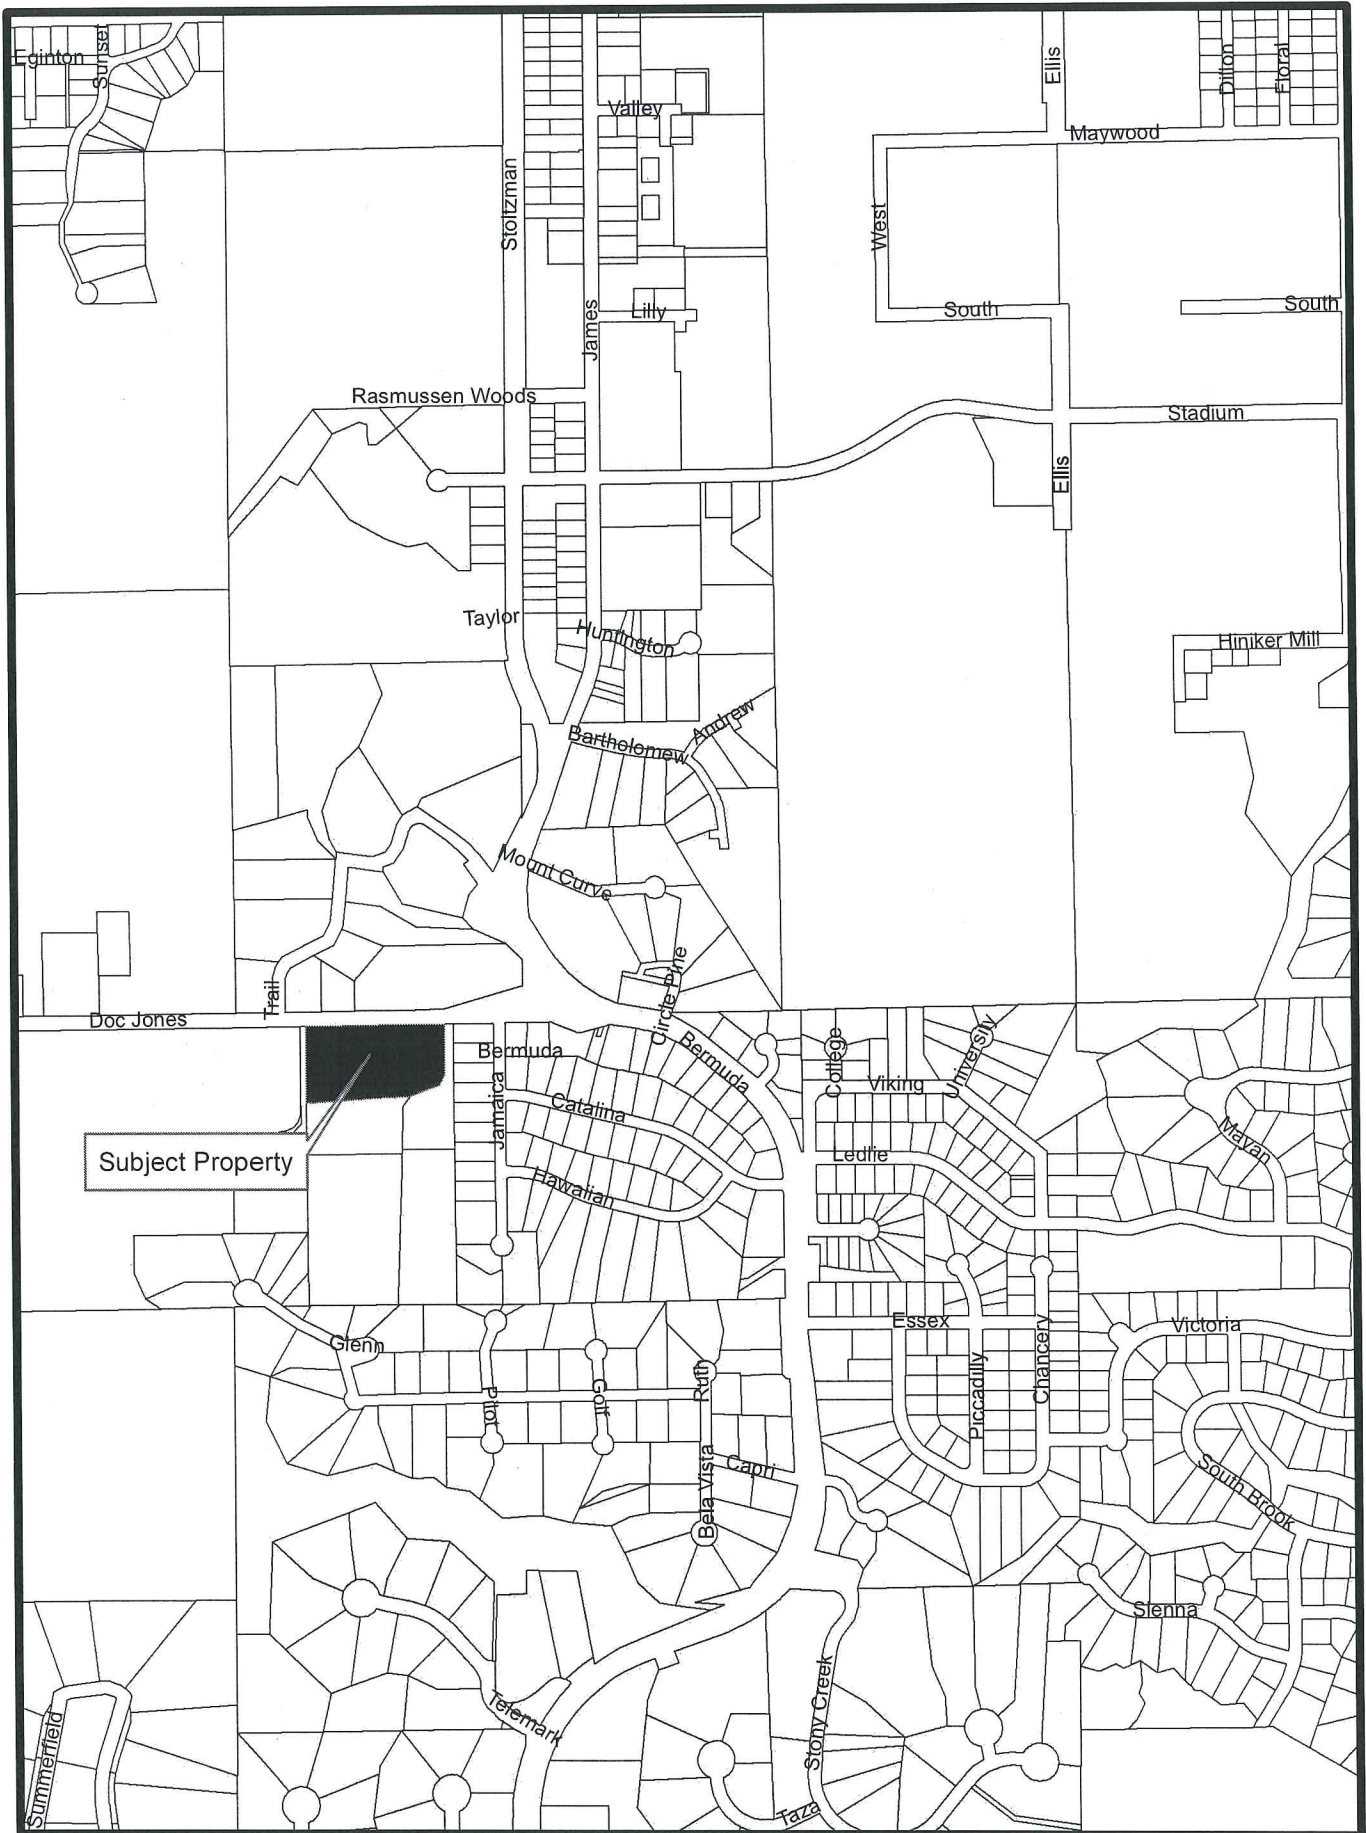 Eginton
Sunset
Ellis
Dillon
Floral
Valley
Maywood
Stoltzman
West
James
Lilly
South
South
Rasmussen Woods
Stadium
Ellis
Taylor
Huntington
Hiniker Mill
Bartholomew
Andrew
Mount Curve
Circle Pine
Trail
Doc Jones
Bermuda
Bermuda
College
University
Viking
Jamaica
Catalina
Mayan
Ledlie
Subject Property
Hawaiian
Glenn
Essex
Victoria
Pilot
Golf
Ruth
Piccadilly
Chancery
Bela Vista
Capri
South Brook
Sienna
Telemark
Stony Creek
Summerfield
Taza